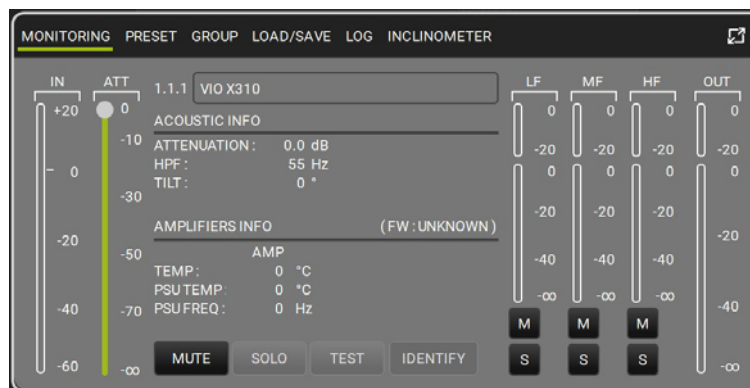 MONITORING PRESET GROUP LOAD/SAVE LOG INCLINOMETER
IN ATT LF MF HF OUT
1.1.1 VIO X310
+20 0 0 0 0 0
ACOUSTIC INFO
-10 ATTENUATION : 0.0 dB -20 -20 -20 -20
HPF : 55 Hz
0 0 0 0 0
TILT : 0 °
-30
-20 -20 -20
AMPLIFIERS INFO (FW : UNKNOWN)
-20 -20
-50 AMP -40 -40 -40
TEMP : 0 °C
PSU TEMP: 0 °C
-∞ -∞ -∞
-40 -70 PSU FREQ : 0 Hz -40
M M M
MUTE SOLO TEST IDENTIFY S S S
-60 -∞ -∞